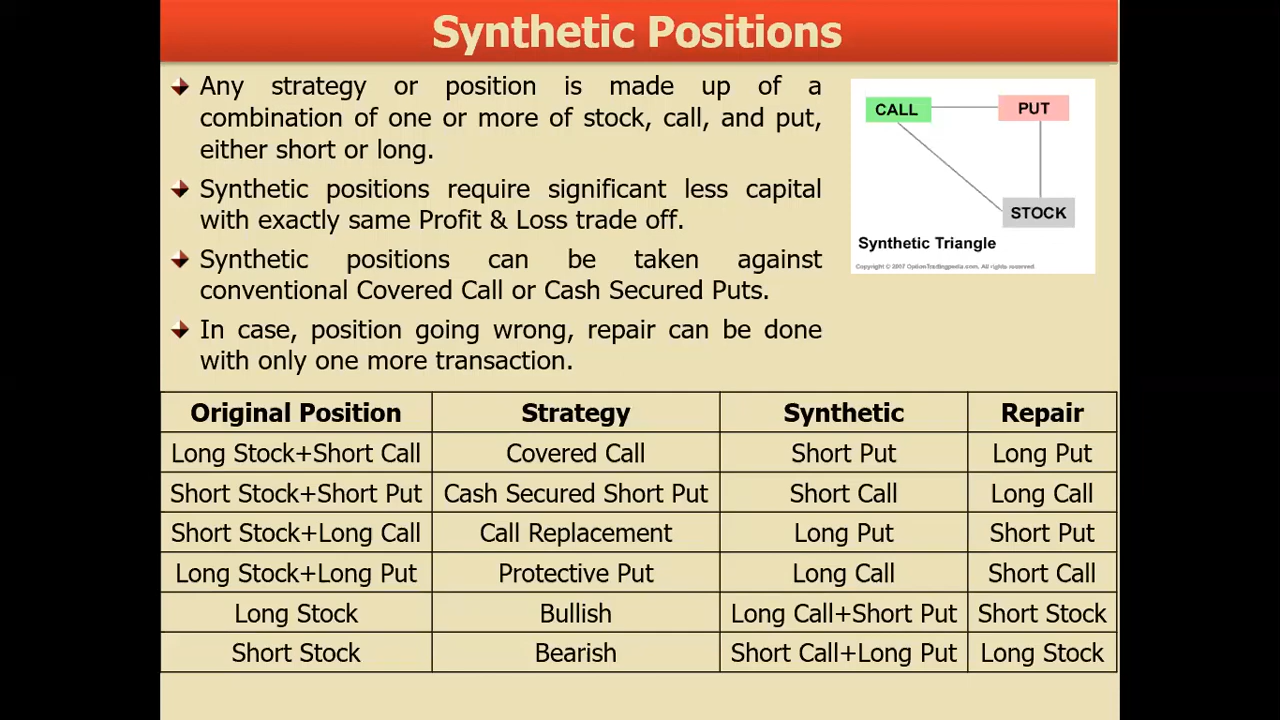 Synthetic Positions
Any strategy or position is made up of a
combination of one or more of stock, call, and put,
either short or long.
Synthetic positions require significant less capital
with exactly same Profit & Loss trade off.
Synthetic positions can be taken against
conventional Covered Call or Cash Secured Puts.
In case, position going wrong, repair can be done
with only one more transaction.
CALL PUT
STOCK
Synthetic Triangle
Copyright © 2007 OptionTradingpedia.com. All rights reserved.
Original Position Strategy Synthetic Repair
Long Stock+Short Call Covered Call Short Put Long Put
Short Stock+Short Put Cash Secured Short Put Short Call Long Call
Short Stock+Long Call Call Replacement Long Put Short Put
Long Stock+Long Put Protective Put Long Call Short Call
Long Stock Bullish Long Call+Short Put Short Stock
Short Stock Bearish Short Call+Long Put Long Stock